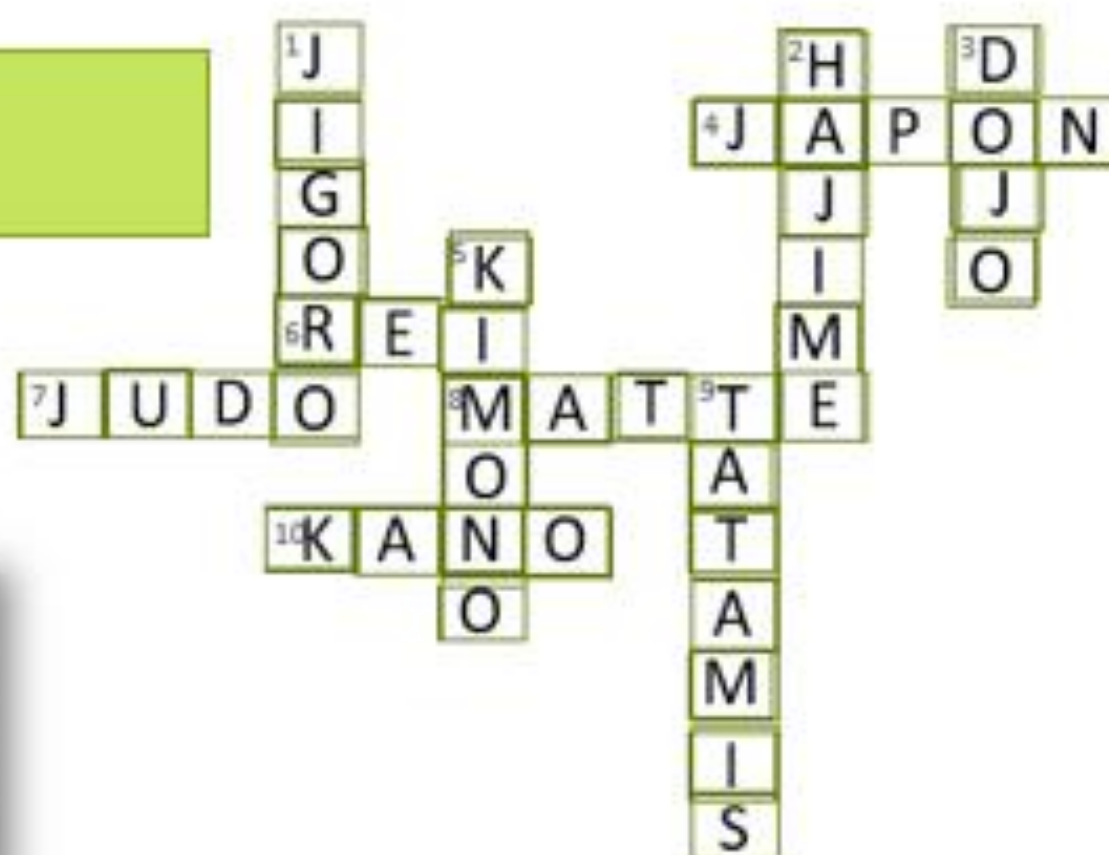 1J 2H 3D
I 4J A P O N
G J J
O 5K I O
6R E I M
7J U D O 8M A T 9T E
O A
10K A N O T
O A
M
I
S